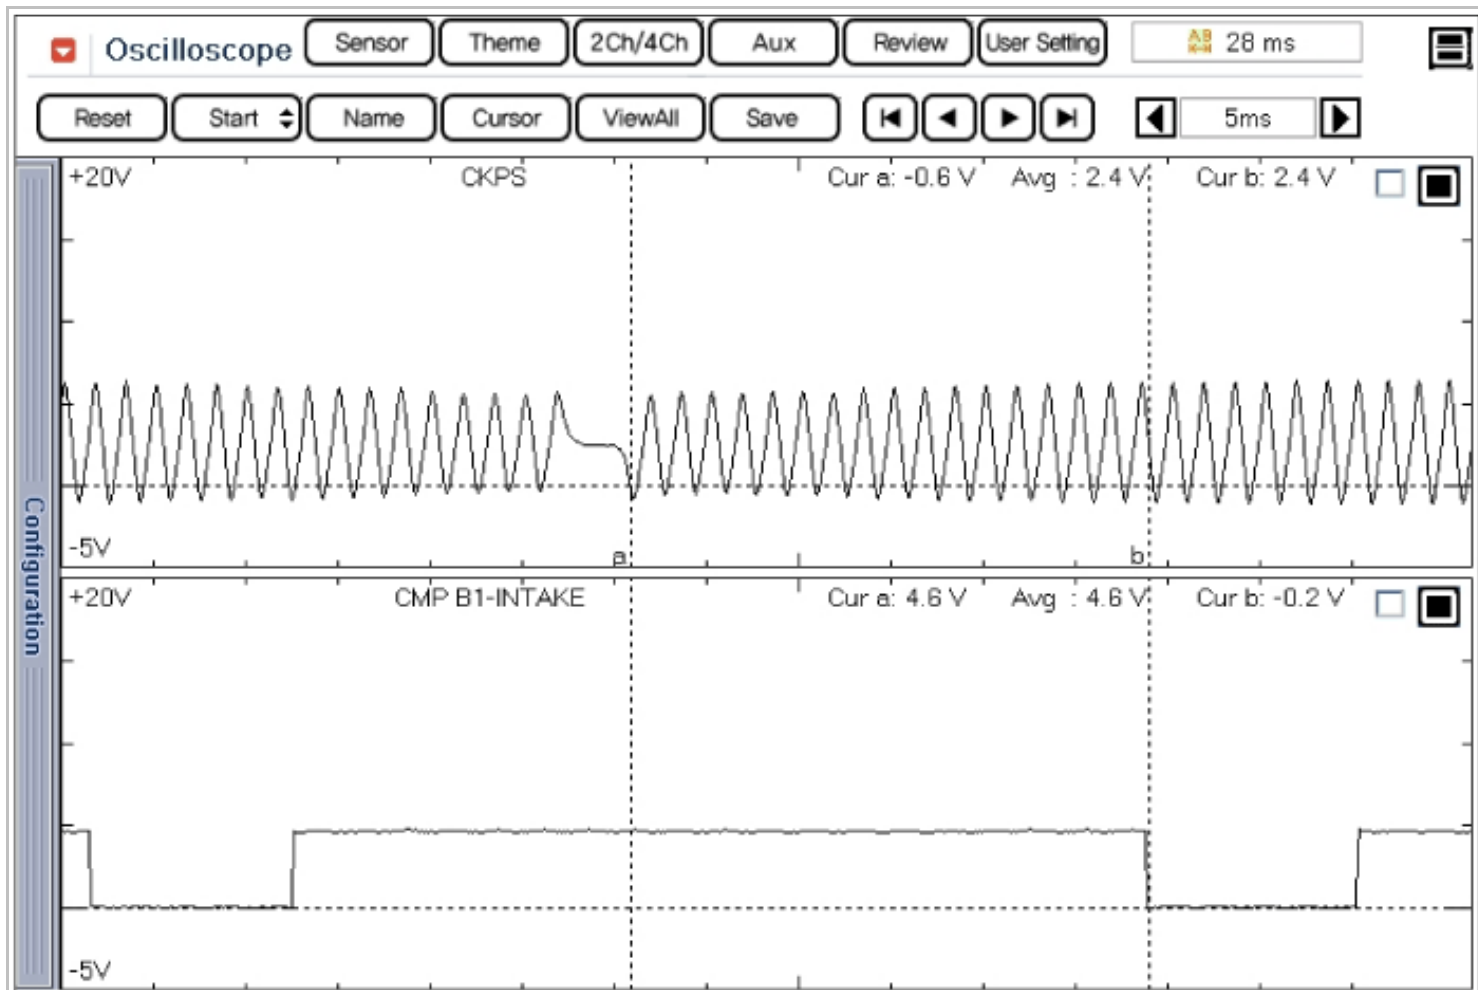 Oscilloscope Sensor Theme 2Ch/4Ch Aux Review User Setting AB 28 ms
Reset Start Name Cursor ViewAll Save 5ms
+20V CKPS Cur a: -0.6 V Avg : 2.4 V Cur b: 2.4 V
-5V a b
+20V CMP B1-INTAKE Cur a: 4.6 V Avg : 4.6 V Cur b: -0.2 V
-5V
Configuration